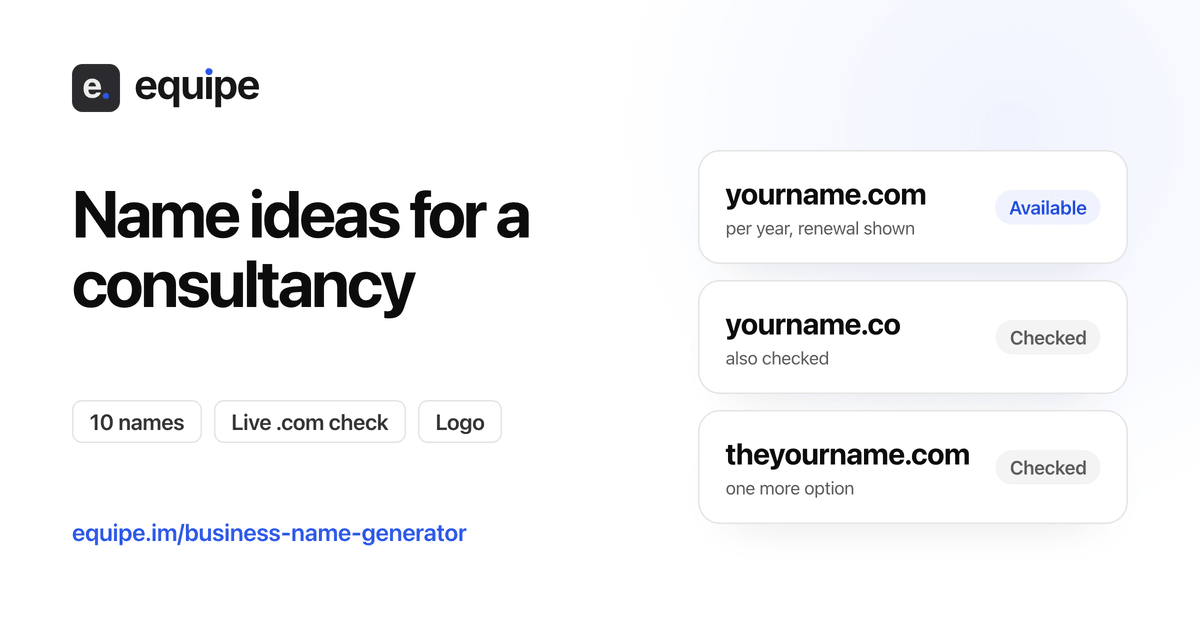 e.
equipe
Name ideas for a
consultancy
10 names
Live .com check
Logo
equipe.im/business-name-generator
yourname.com
per year, renewal shown
Available
yourname.co
also checked
Checked
theyourname.com
one more option
Checked